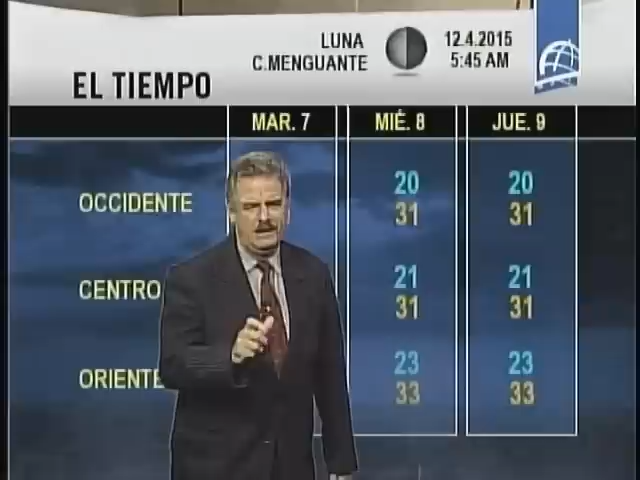 LUNA
C.MENGUANTE
12.4.2015
5:45 AM
EL TIEMPO
MAR. 7 MIÉ. 8 JUE. 9
OCCIDENTE 20 20
31 31
CENTRO 21 21
31 31
ORIENTE 23 23
33 33